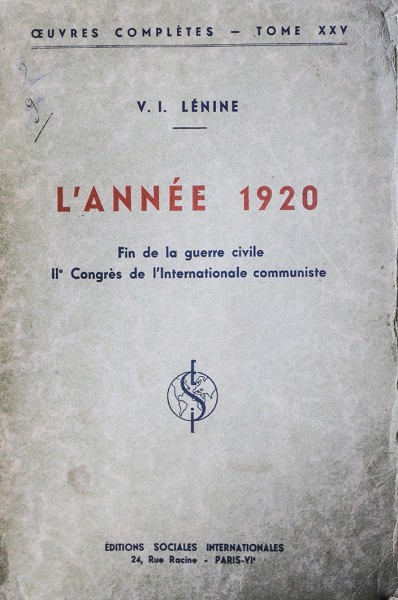 ŒUVRES COMPLÈTES — TOME XXV
V. I. LÉNINE
L'ANNÉE 1920
Fin de la guerre civile
IIe Congrès de l'Internationale communiste
ESI
ÉDITIONS SOCIALES INTERNATIONALES
24, Rue Racine - PARIS-VIe